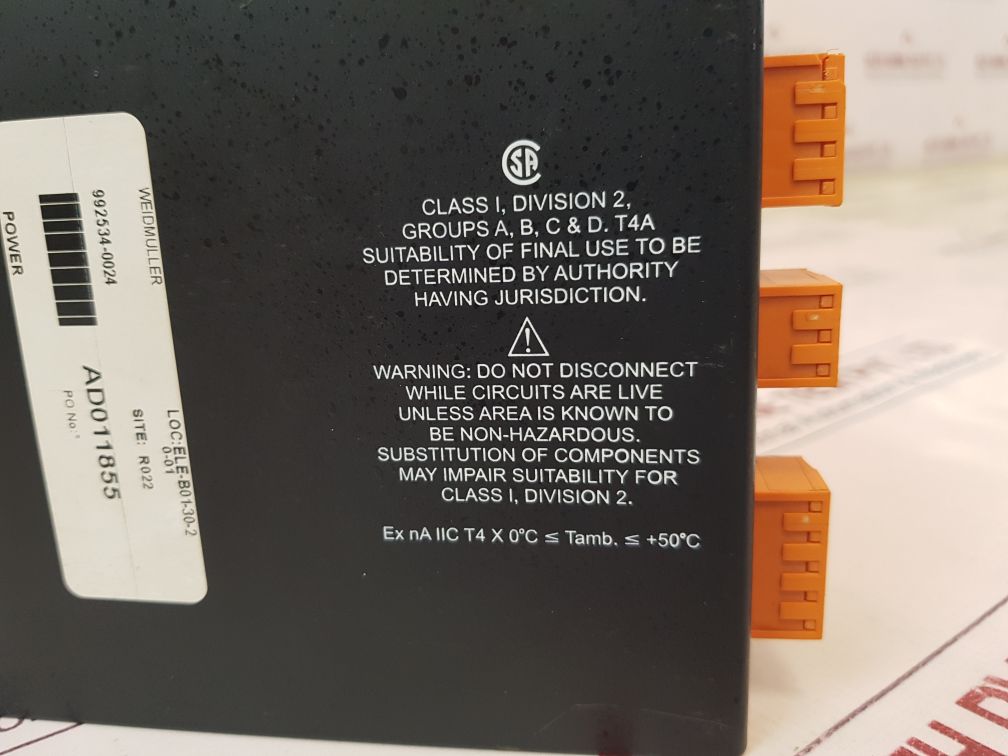 WEIDMULLER
992534-0024
POWER
LOC:ELE-B01-30-2
0-01
SITE: R022
AD011855
PO No.:
CSA
CLASS I, DIVISION 2,
GROUPS A, B, C & D. T4A
SUITABILITY OF FINAL USE TO BE
DETERMINED BY AUTHORITY
HAVING JURISDICTION.
WARNING: DO NOT DISCONNECT
WHILE CIRCUITS ARE LIVE
UNLESS AREA IS KNOWN TO
BE NON-HAZARDOUS.
SUBSTITUTION OF COMPONENTS
MAY IMPAIR SUITABILITY FOR
CLASS I, DIVISION 2.
Ex nA IIC T4 X 0°C ≤ Tamb. ≤ +50°C